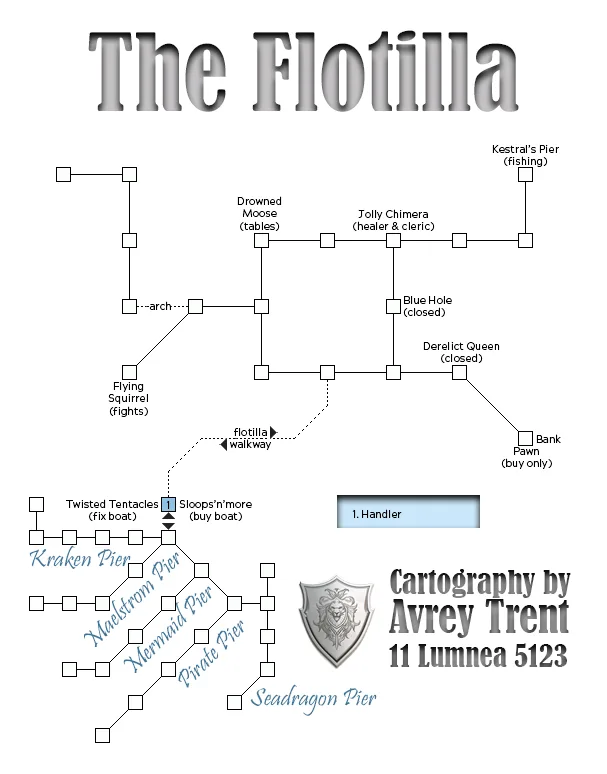 The Flotilla
Kestral's Pier
(fishing)
Drowned
Moose
(tables)
Jolly Chimera
(healer & cleric)
arch
Blue Hole
(closed)
Derelict Queen
(closed)
Flying
Squirrel
(fights)
flotilla
walkway
Bank
Pawn
(buy only)
Twisted Tentacles
(fix boat)
1
Sloops'n'more
(buy boat)
1. Handler
Kraken Pier
Maelstrom Pier
Mermaid Pier
Pirate Pier
Seadragon Pier
Cartography by
Avrey Trent
11 Lumnea 5123